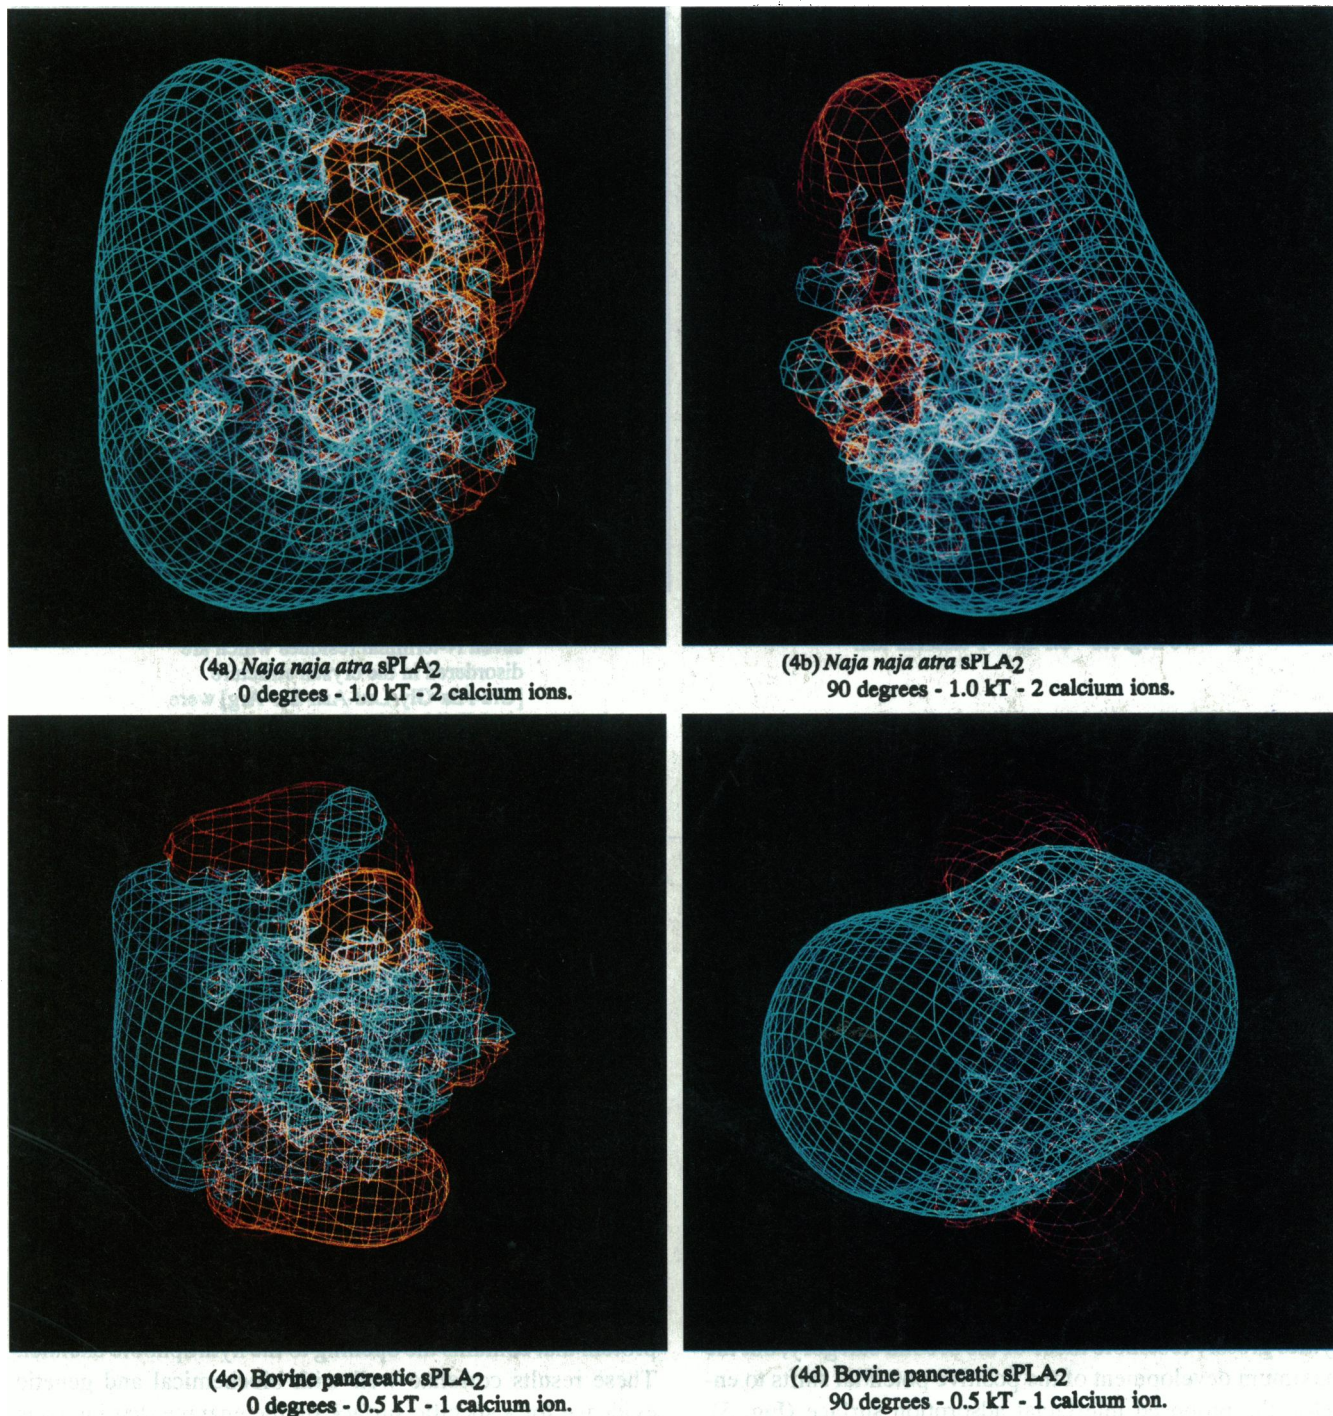 (4a) Naja naja atra sPLA2
0 degrees - 1.0 kT - 2 calcium ions.
(4b) Naja naja atra sPLA2
90 degrees - 1.0 kT - 2 calcium ions.
(4c) Bovine pancreatic sPLA2
0 degrees - 0.5 kT - 1 calcium ion.
(4d) Bovine pancreatic sPLA2
90 degrees - 0.5 kT - 1 calcium ion.